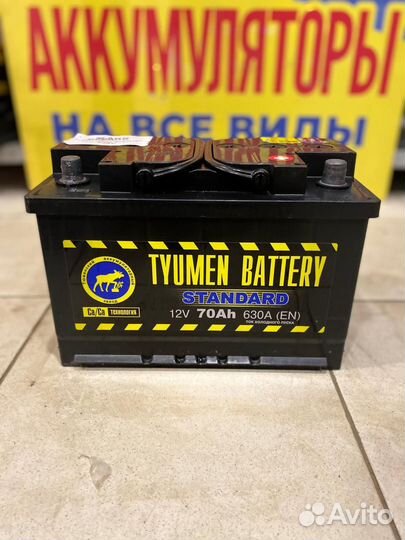 АККУМУЛЯТОРЫ
НА ВСЕ ВИДЫ
TYUMEN BATTERY
STANDARD
12V 70Ah 630A (EN)
ток холодного пуска
Ca/Ca технология
Avito